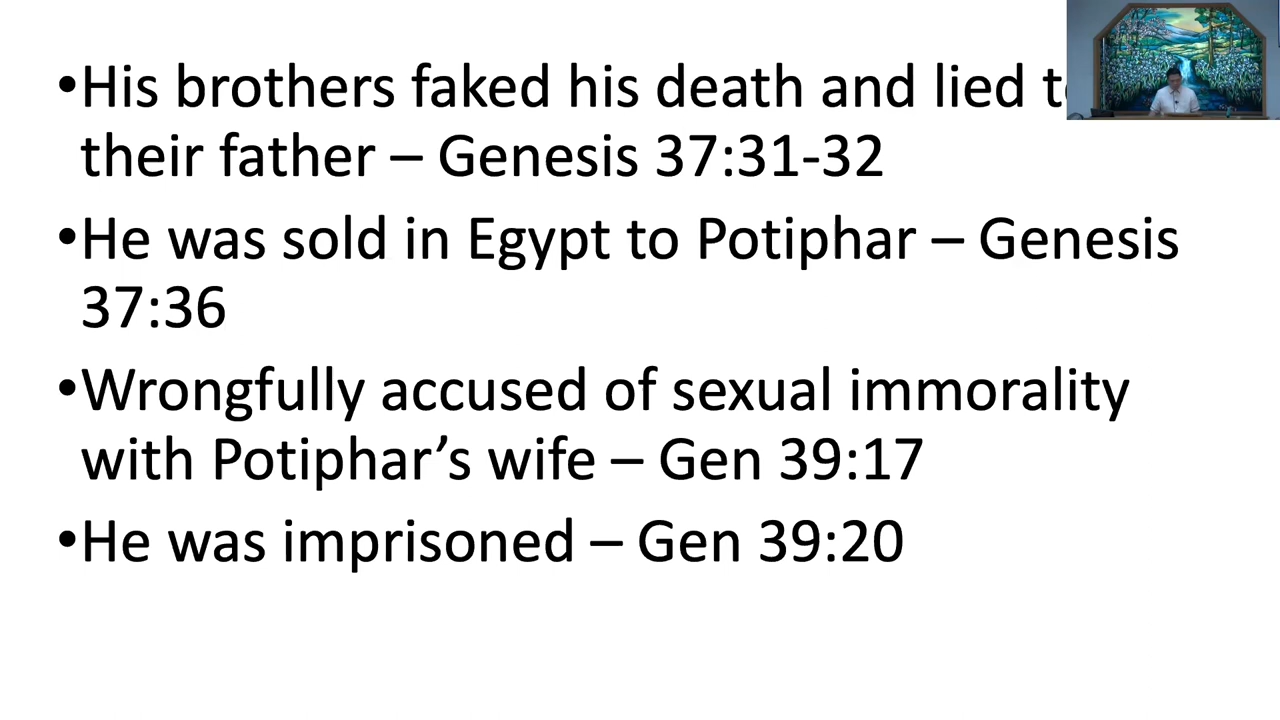 •His brothers faked his death and lied
their father – Genesis 37:31-32
•He was sold in Egypt to Potiphar – Genesis
37:36
•Wrongfully accused of sexual immorality
with Potiphar’s wife – Gen 39:17
•He was imprisoned – Gen 39:20